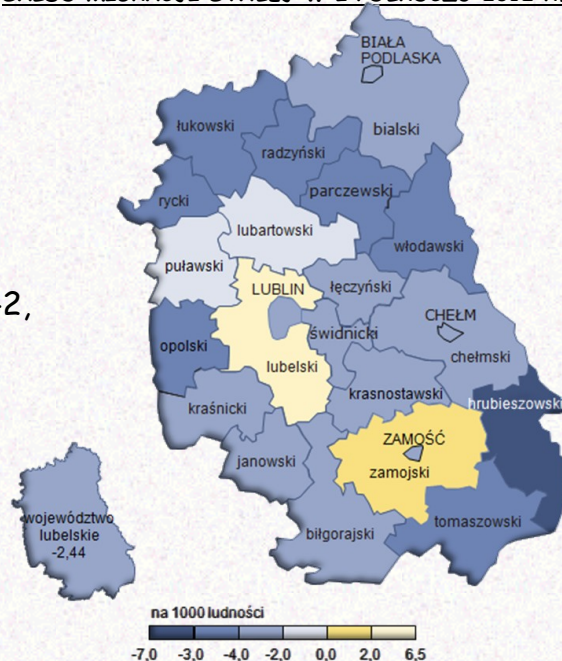 BIAŁA
PODLASKA
bialski
łukowski
radzyński
parczewski
rycki
lubartowski
włodawski
puławski
LUBLIN
łęczyński
2,
CHEŁM
świdnicki
opolski
chełmski
lubelski
krasnostawski
hrubieszowski
kraśnicki
ZAMOŚĆ
janowski
zamojski
tomaszowski
biłgorajski
województwo
lubelskie
-2,44
na 1000 ludności
-7,0 -3,0 -4,0 -2,0 0,0 2,0 6,5